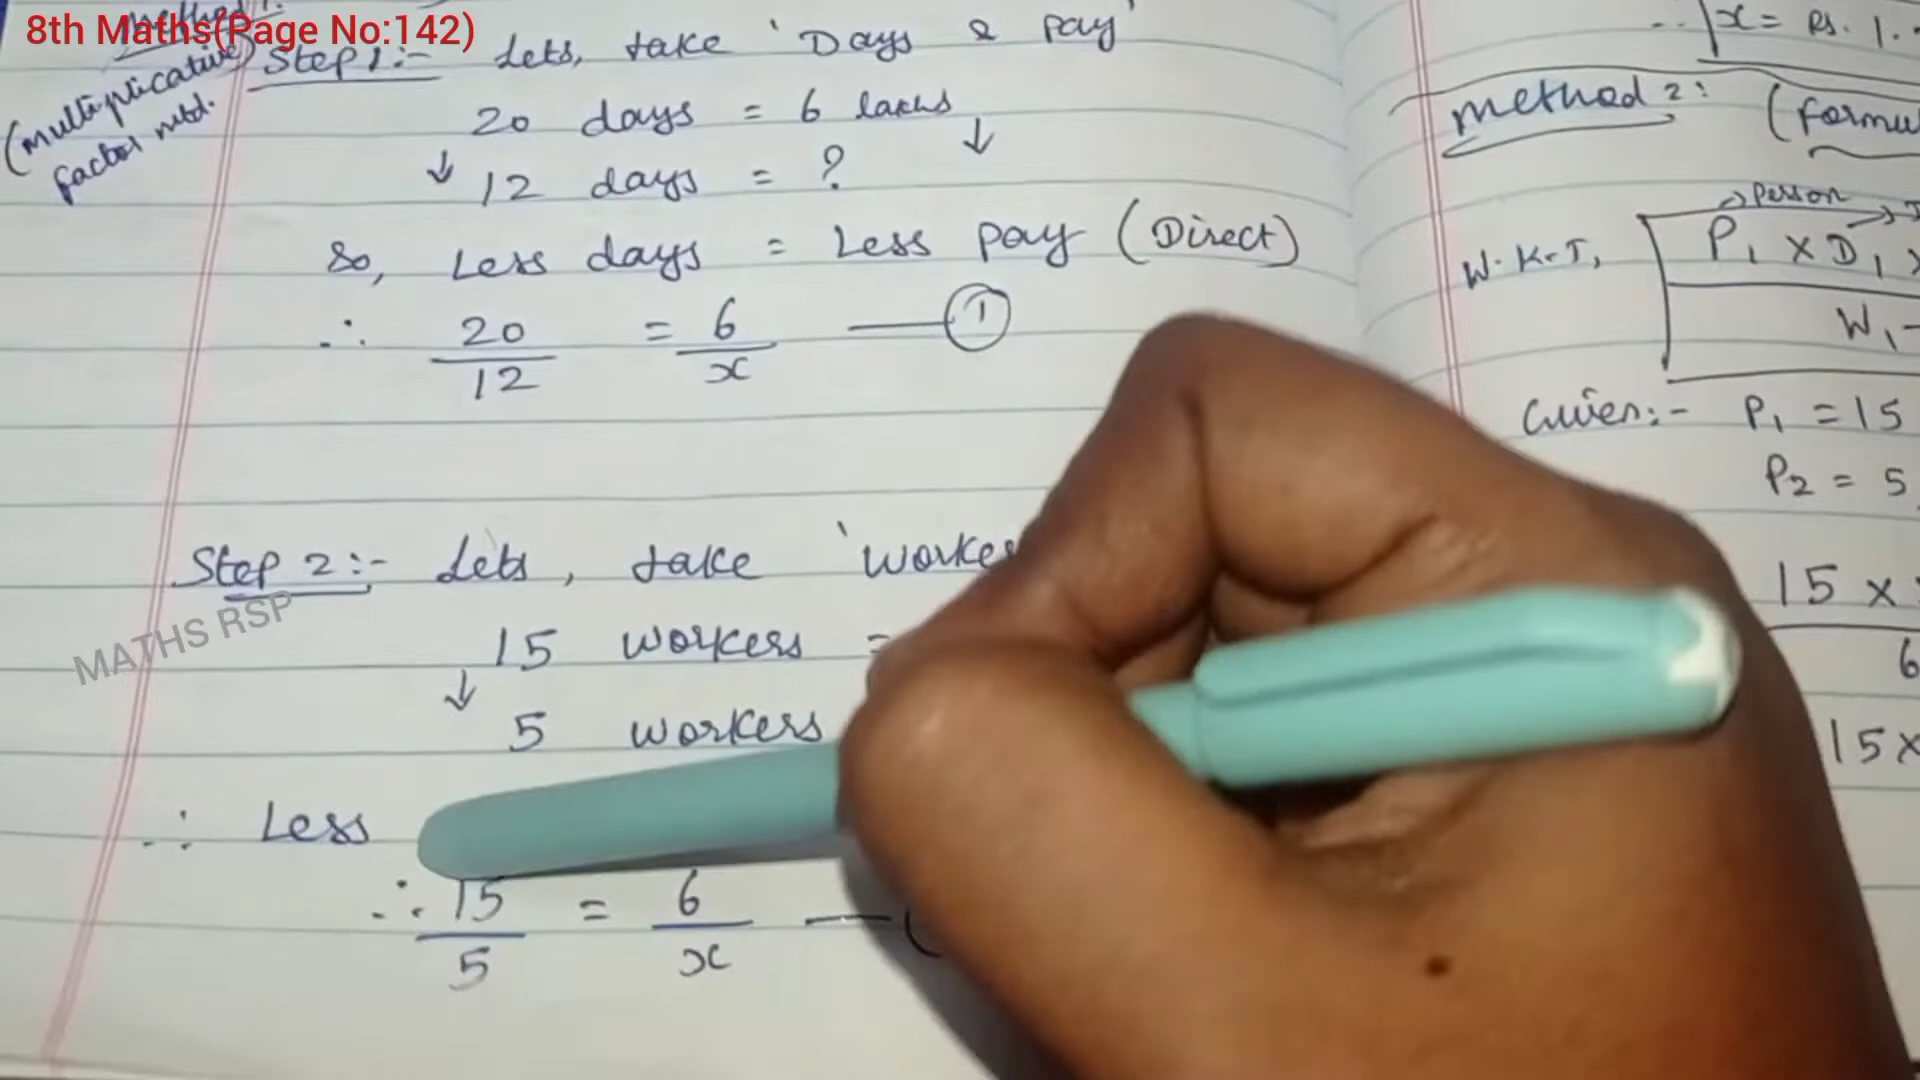 8th Maths(Page No:142)
(multiplicative
factor mtd.
Step 1:- Lets, take 'Days & pay'
20 days = 6 lakhs
↓ 12 days = ? ↓
So, Less days = Less pay (Direct)
∴ 20/12 = 6/x —— ①
Step 2:- Lets, take 'Worke
15 workers =
↓
5 workers
∴ Less
∴ 15/5 = 6/x ——
MATHS RSP
x = Rs. 1.
method 2: (Formu
→Person
W.K.T, P₁ x D₁ x
W₁
Given:- P₁ = 15
P₂ = 5
15 x
6
15x